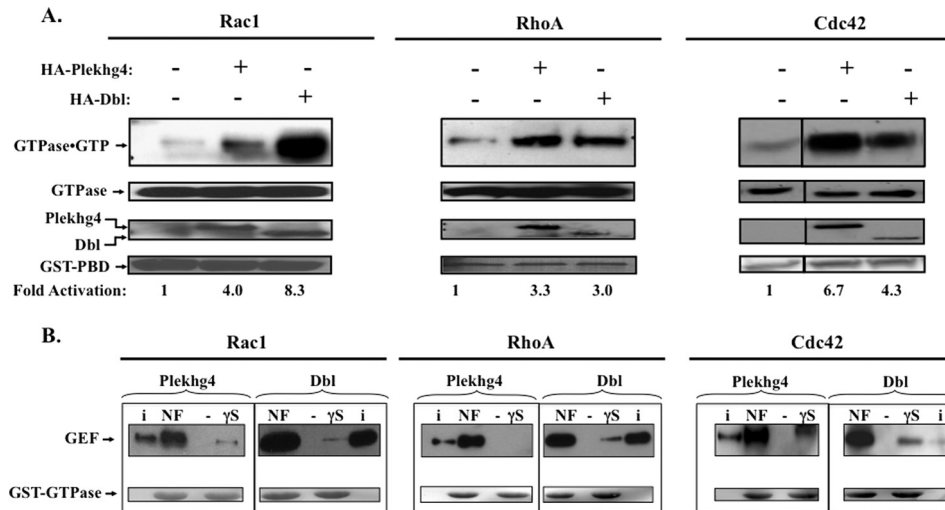 A.
Rac1 RhoA Cdc42
HA-Plekhg4: - + - + - +
HA-Dbl: - - + - - + - - +
GTPase•GTP
GTPase
Plekhg4
Dbl
GST-PBD
Fold Activation: 1 4.0 8.3 1 3.3 3.0 1 6.7 4.3
B.
Rac1 RhoA Cdc42
Plekhg4 Dbl Plekhg4 Dbl Plekhg4 Dbl
i NF - γS NF - γS i i NF - γS NF - γS i i NF - γS NF - γS i
GEF
GST-GTPase